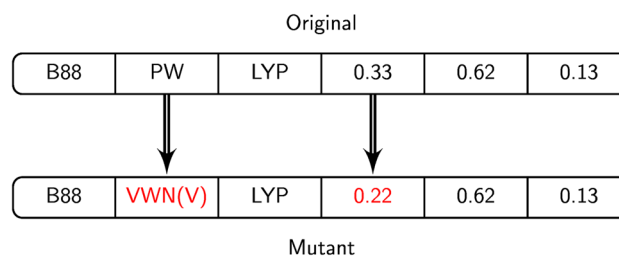 Original
B88 PW LYP 0.33 0.62 0.13
B88 VWN(V) LYP 0.22 0.62 0.13
Mutant